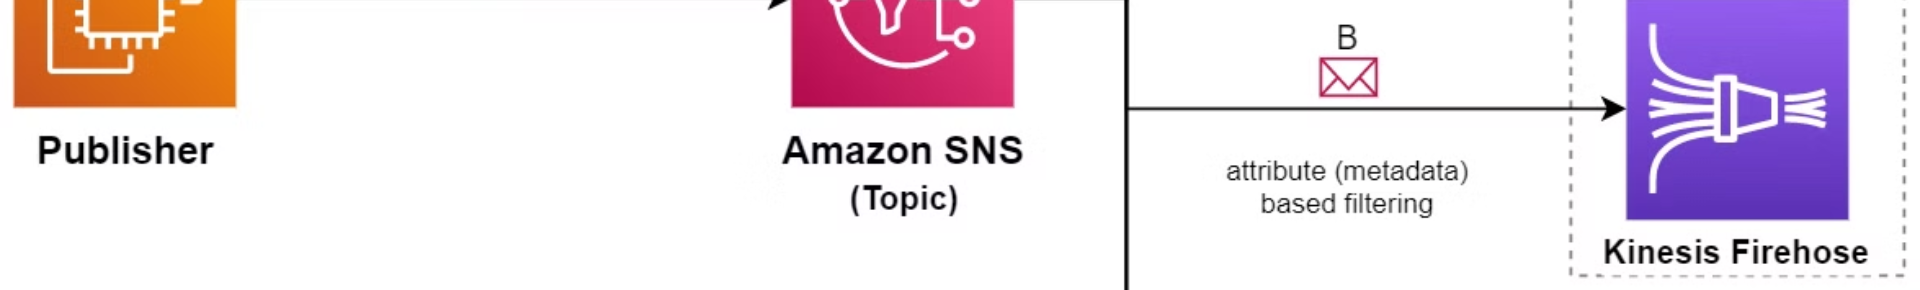 B
Publisher
Amazon SNS
(Topic)
attribute (metadata)
based filtering
Kinesis Firehose